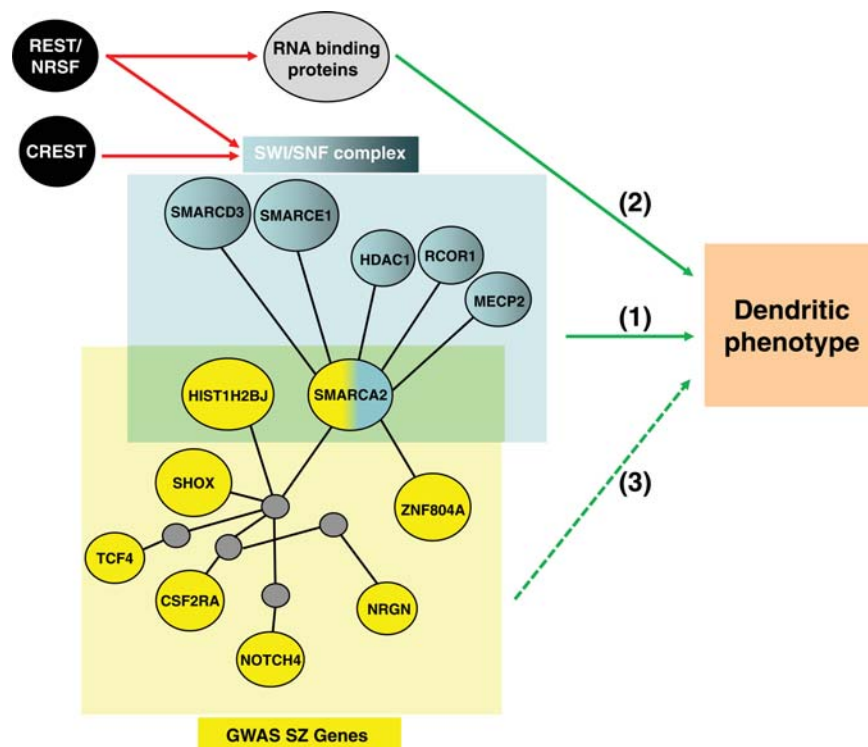 REST/
NRSF
RNA binding
proteins
CREST
SWI/SNF complex
SMARCD3
SMARCE1
HDAC1
RCOR1
MECP2
(2)
(1)
Dendritic
phenotype
HIST1H2BJ
SMARCA2
SHOX
ZNF804A
(3)
TCF4
CSF2RA
NRGN
NOTCH4
GWAS SZ Genes